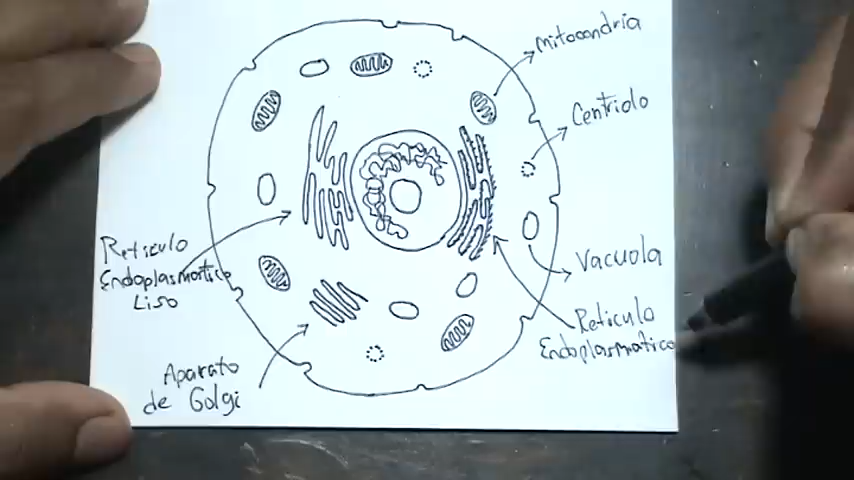 Mitocondria
Centriolo
Vacuola
Reticulo
Endoplasmatico
Reticulo
Endoplasmatico
Liso
Aparato
de Golgi